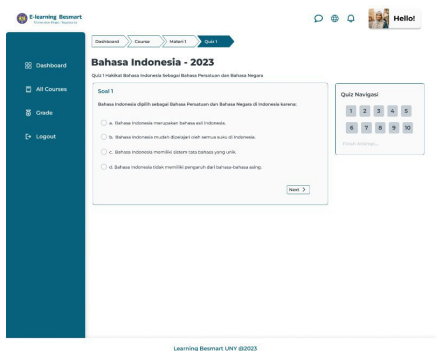 E-learning Besmart
Universitas Negeri Yogyakarta
Hello!
Dashboard
Course
Materi 1
Quiz 1
Dashboard
All Courses
Grade
Logout
Bahasa Indonesia - 2023
Quiz 1 Hakikat Bahasa Indonesia Sebagai Bahasa Persatuan dan Bahasa Negara
Soal 1
Bahasa Indonesia dipilih sebagai Bahasa Persatuan dan Bahasa Negara di Indonesia karena:
a. Bahasa Indonesia merupakan bahasa asli Indonesia.
b. Bahasa Indonesia mudah dipelajari oleh semua suku di Indonesia.
c. Bahasa Indonesia memiliki sistem tata bahasa yang unik.
d. Bahasa Indonesia tidak memiliki pengaruh dari bahasa-bahasa asing.
Next >
Quiz Navigasi
1 2 3 4 5
6 7 8 9 10
Finish Attempt...
Learning Besmart UNY @2023